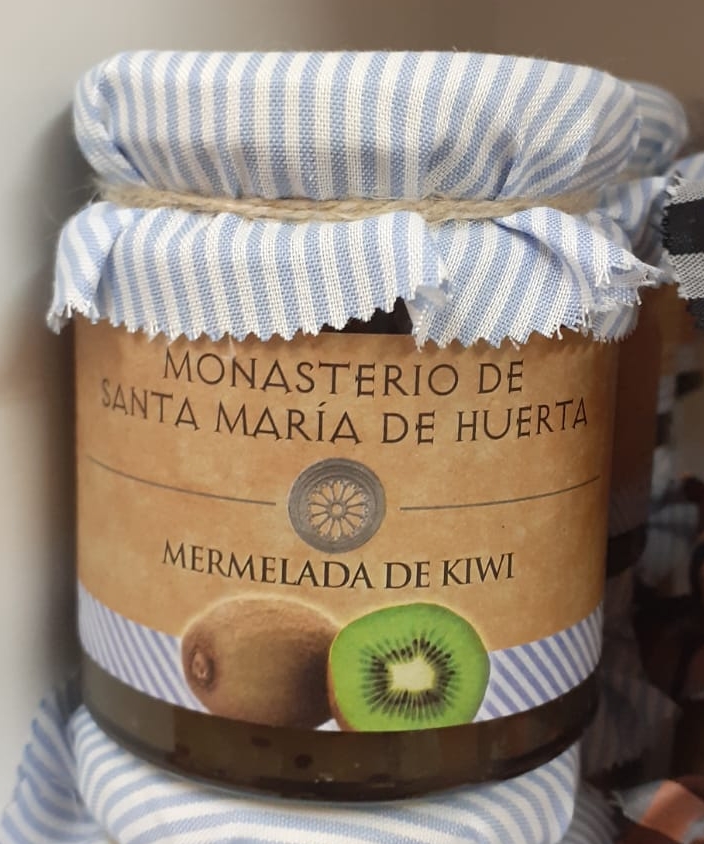 MONASTERIO DE
SANTA MARÍA DE HUERTA
MERMELADA DE KIWI